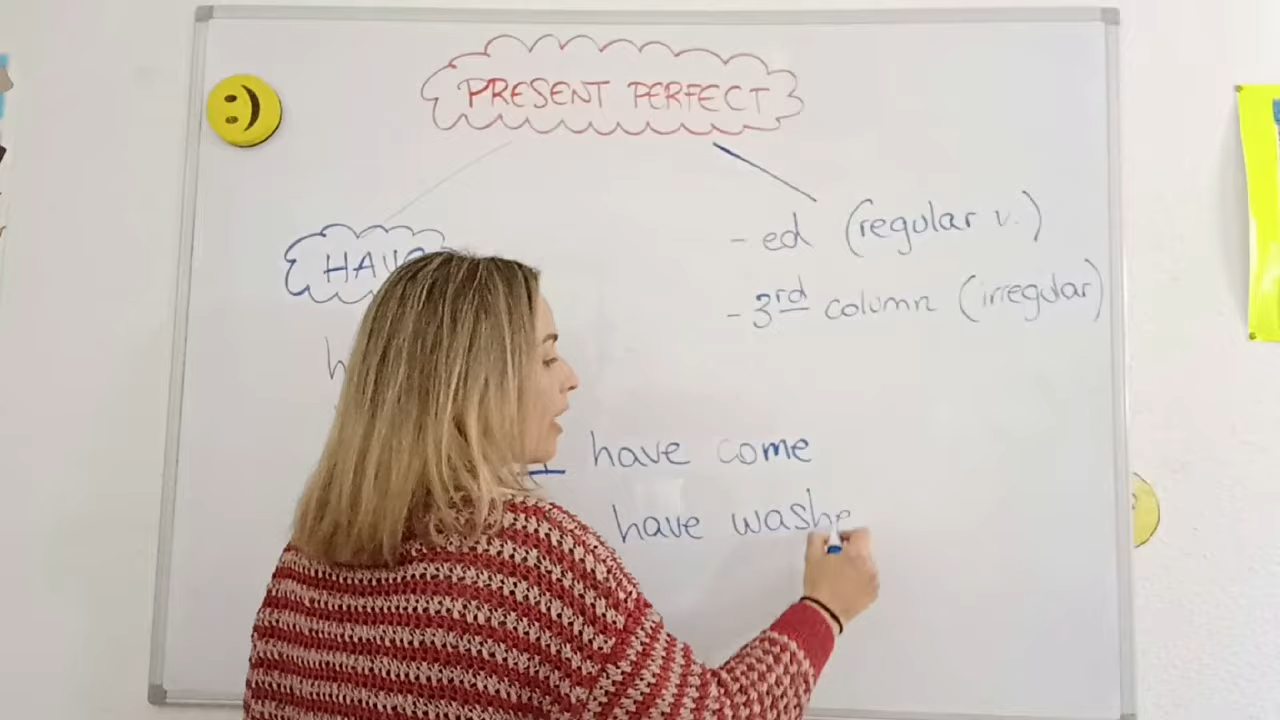 PRESENT PERFECT
- ed (regular v.)
- 3rd column (irregular)
have come
have washe